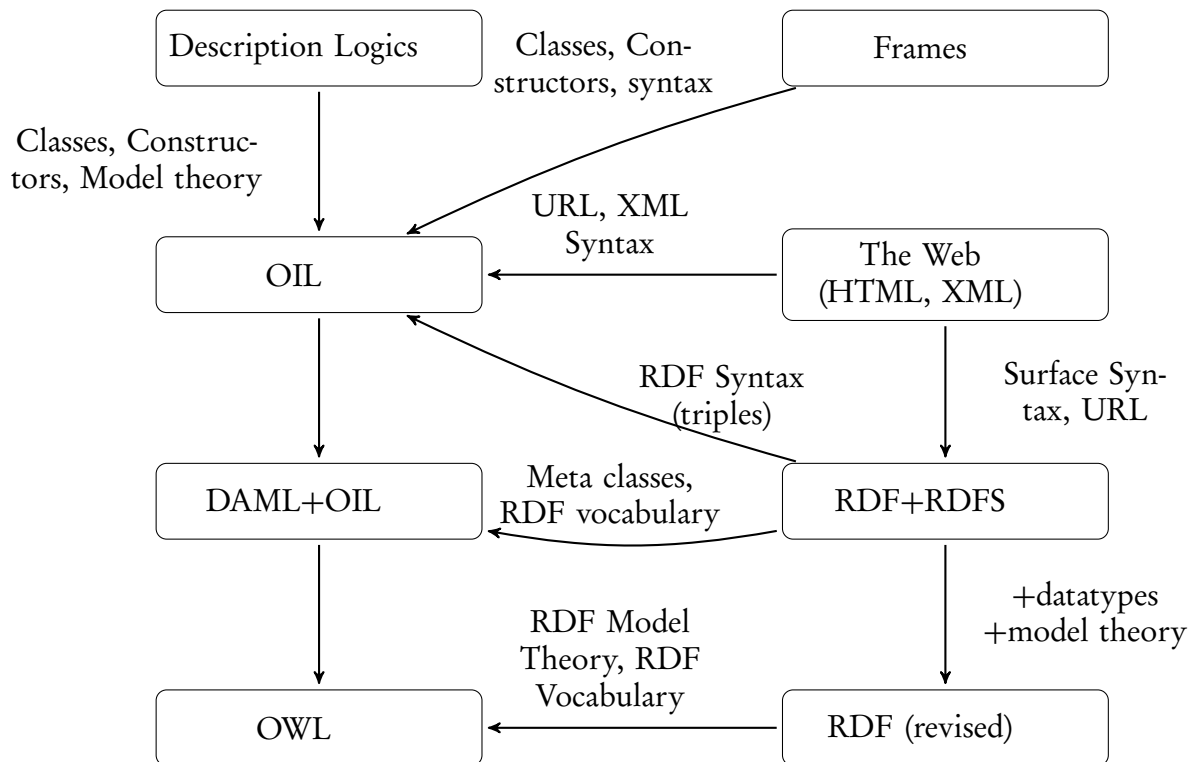 Description Logics
Classes, Con-
structors, syntax
Frames
Classes, Construc-
tors, Model theory
URL, XML
Syntax
OIL
The Web
(HTML, XML)
RDF Syntax
(triples)
Surface Syn-
tax, URL
DAML+OIL
Meta classes,
RDF vocabulary
RDF+RDFS
+datatypes
+model theory
RDF Model
Theory, RDF
Vocabulary
OWL
RDF (revised)